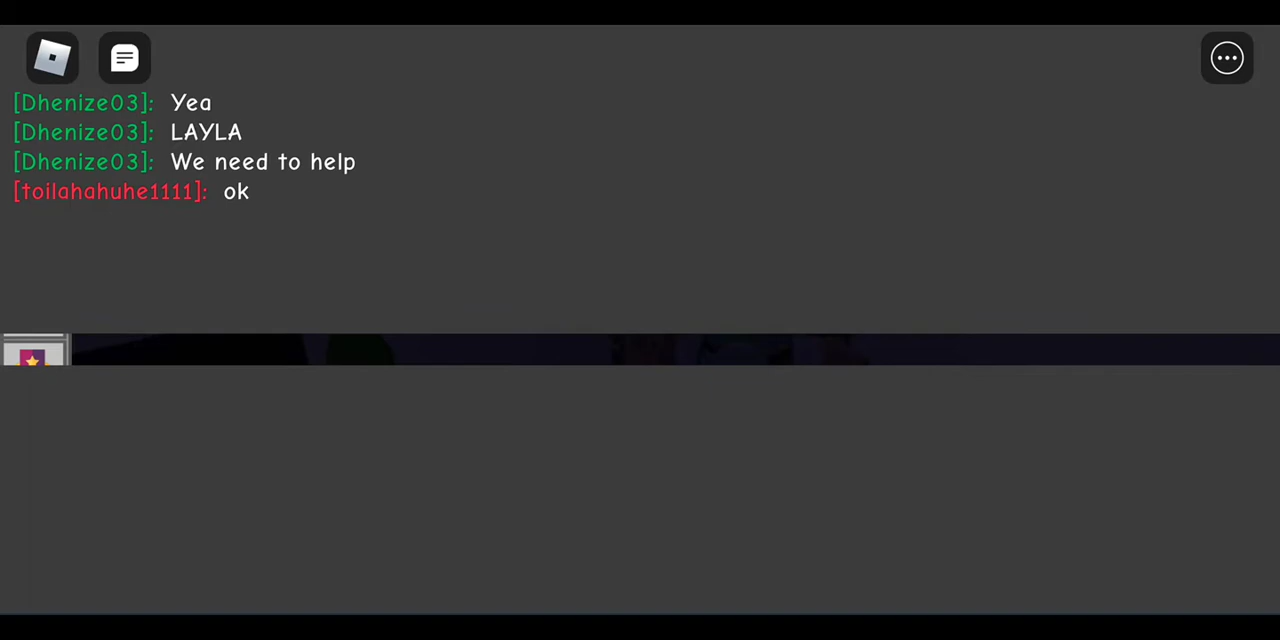 [Dhenize03]: Yea
[Dhenize03]: LAYLA
[Dhenize03]: We need to help
[toilahahuhe1111]: ok